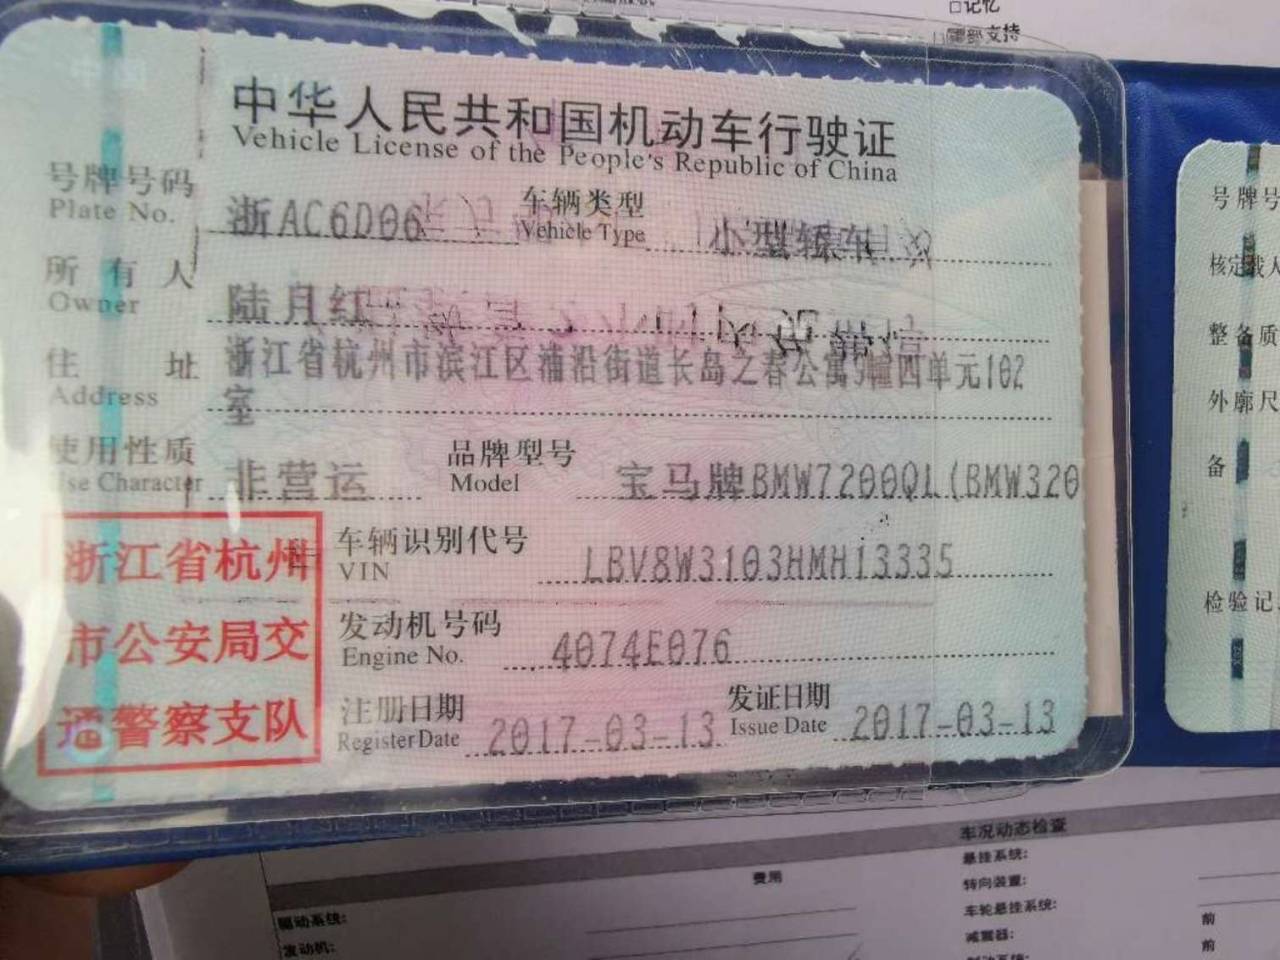 □记忆
中华人民共和国机动车行驶证
Vehicle License of the People's Republic of China
号牌号码 浙AC6D06 车辆类型 小型轿车
Plate No. Vehicle Type
所有人 陆月红
Owner
住址 浙江省杭州市滨江区浦沿街道长岛之春公寓9幢四单元102
Address 室
使用性质 非营运 品牌型号 宝马牌BMW7200QL(BMW320
Use Character Model
浙江省杭州
市公安局交
通警察支队
车辆识别代号 LBV8W3103HMH13335
VIN
发动机号码 4074E076
Engine No.
注册日期 2017-03-13 发证日期 2017-03-13
Register Date Issue Date
号牌号
核定载人
整备质
外廓尺
备
检验记
车况动态检查
费用 悬挂系统:
转向装置:
驱动系统: 车轮悬挂系统: 前
发动机: 减震器: 前